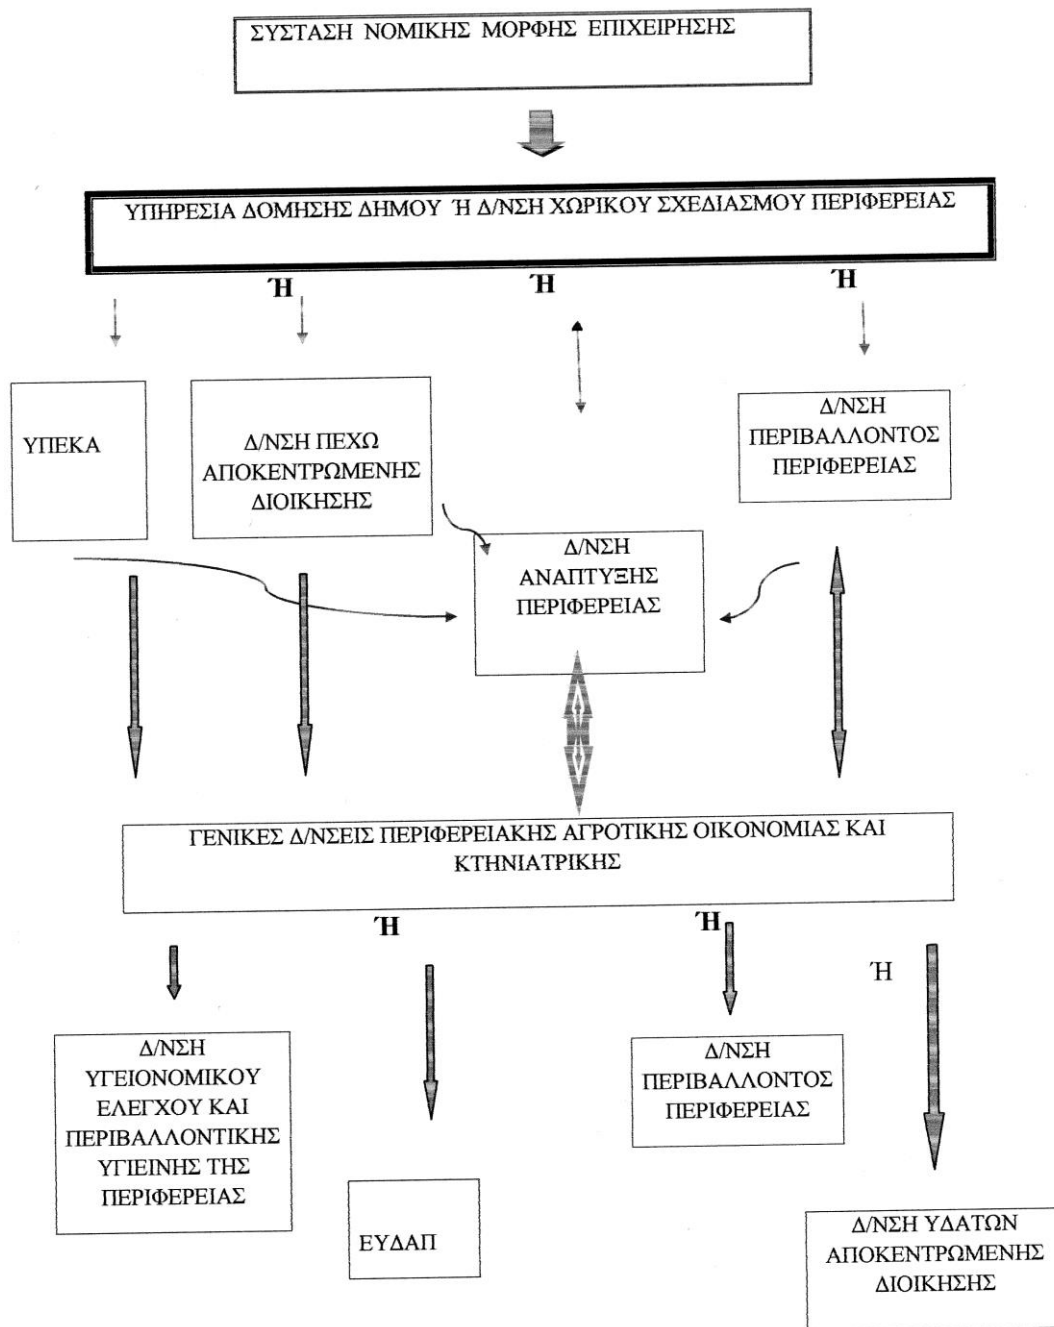 ΣΥΣΤΑΣΗ ΝΟΜΙΚΗΣ ΜΟΡΦΗΣ ΕΠΙΧΕΙΡΗΣΗΣ
ΥΠΗΡΕΣΙΑ ΔΟΜΗΣΗΣ ΔΗΜΟΥ Ή Δ/ΝΣΗ ΧΩΡΙΚΟΥ ΣΧΕΔΙΑΣΜΟΥ ΠΕΡΙΦΕΡΕΙΑΣ
Ή
Ή
Ή
ΥΠΕΚΑ
Δ/ΝΣΗ ΠΕΧΩ
ΑΠΟΚΕΝΤΡΩΜΕΝΗΣ
ΔΙΟΙΚΗΣΗΣ
Δ/ΝΣΗ
ΠΕΡΙΒΑΛΛΟΝΤΟΣ
ΠΕΡΙΦΕΡΕΙΑΣ
Δ/ΝΣΗ
ΑΝΑΠΤΥΞΗΣ
ΠΕΡΙΦΕΡΕΙΑΣ
ΓΕΝΙΚΕΣ Δ/ΝΣΕΙΣ ΠΕΡΙΦΕΡΕΙΑΚΗΣ ΑΓΡΟΤΙΚΗΣ ΟΙΚΟΝΟΜΙΑΣ ΚΑΙ
ΚΤΗΝΙΑΤΡΙΚΗΣ
Ή
Ή
Ή
Δ/ΝΣΗ
ΥΓΕΙΟΝΟΜΙΚΟΥ
ΕΛΕΓΧΟΥ ΚΑΙ
ΠΕΡΙΒΑΛΛΟΝΤΙΚΗΣ
ΥΓΙΕΙΝΗΣ ΤΗΣ
ΠΕΡΙΦΕΡΕΙΑΣ
ΕΥΔΑΠ
Δ/ΝΣΗ
ΠΕΡΙΒΑΛΛΟΝΤΟΣ
ΠΕΡΙΦΕΡΕΙΑΣ
Δ/ΝΣΗ ΥΔΑΤΩΝ
ΑΠΟΚΕΝΤΡΩΜΕΝΗΣ
ΔΙΟΙΚΗΣΗΣ